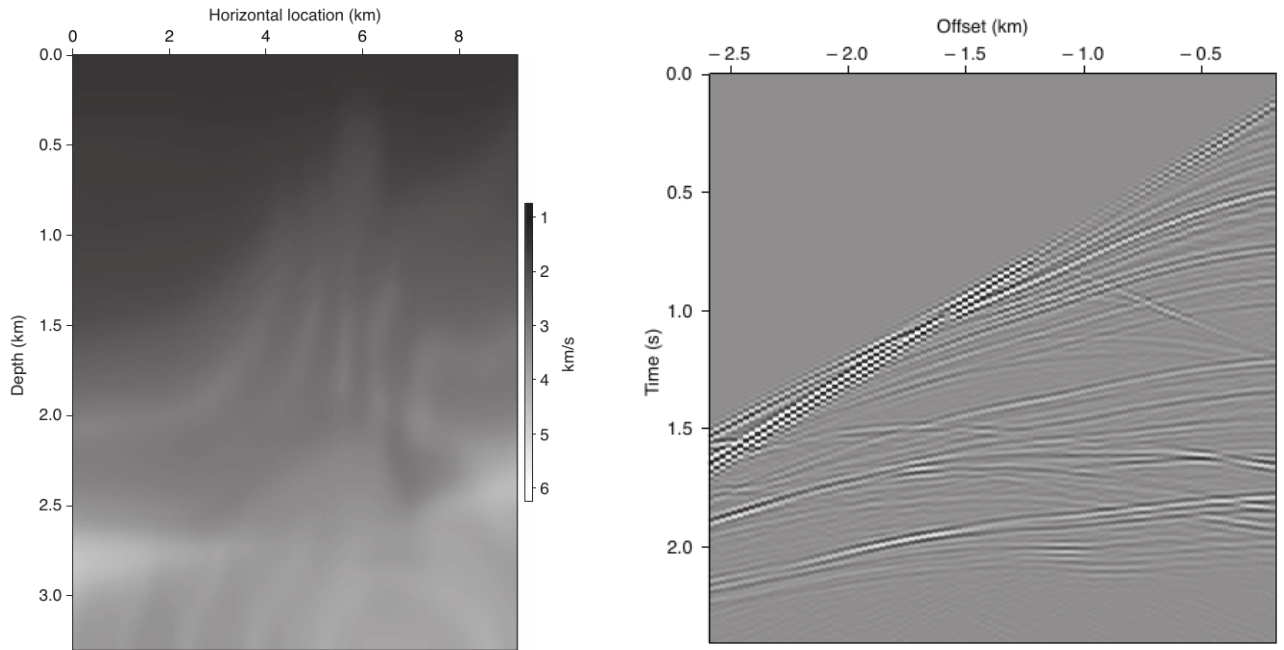 Horizontal location (km)
0 2 4 6 8
0.0
0.5
1.0
1.5
2.0
2.5
3.0
Depth (km)
1
2
3
4
5
6
km/s
Offset (km)
– 2.5 – 2.0 – 1.5 – 1.0 – 0.5
0.0
0.5
1.0
1.5
2.0
Time (s)